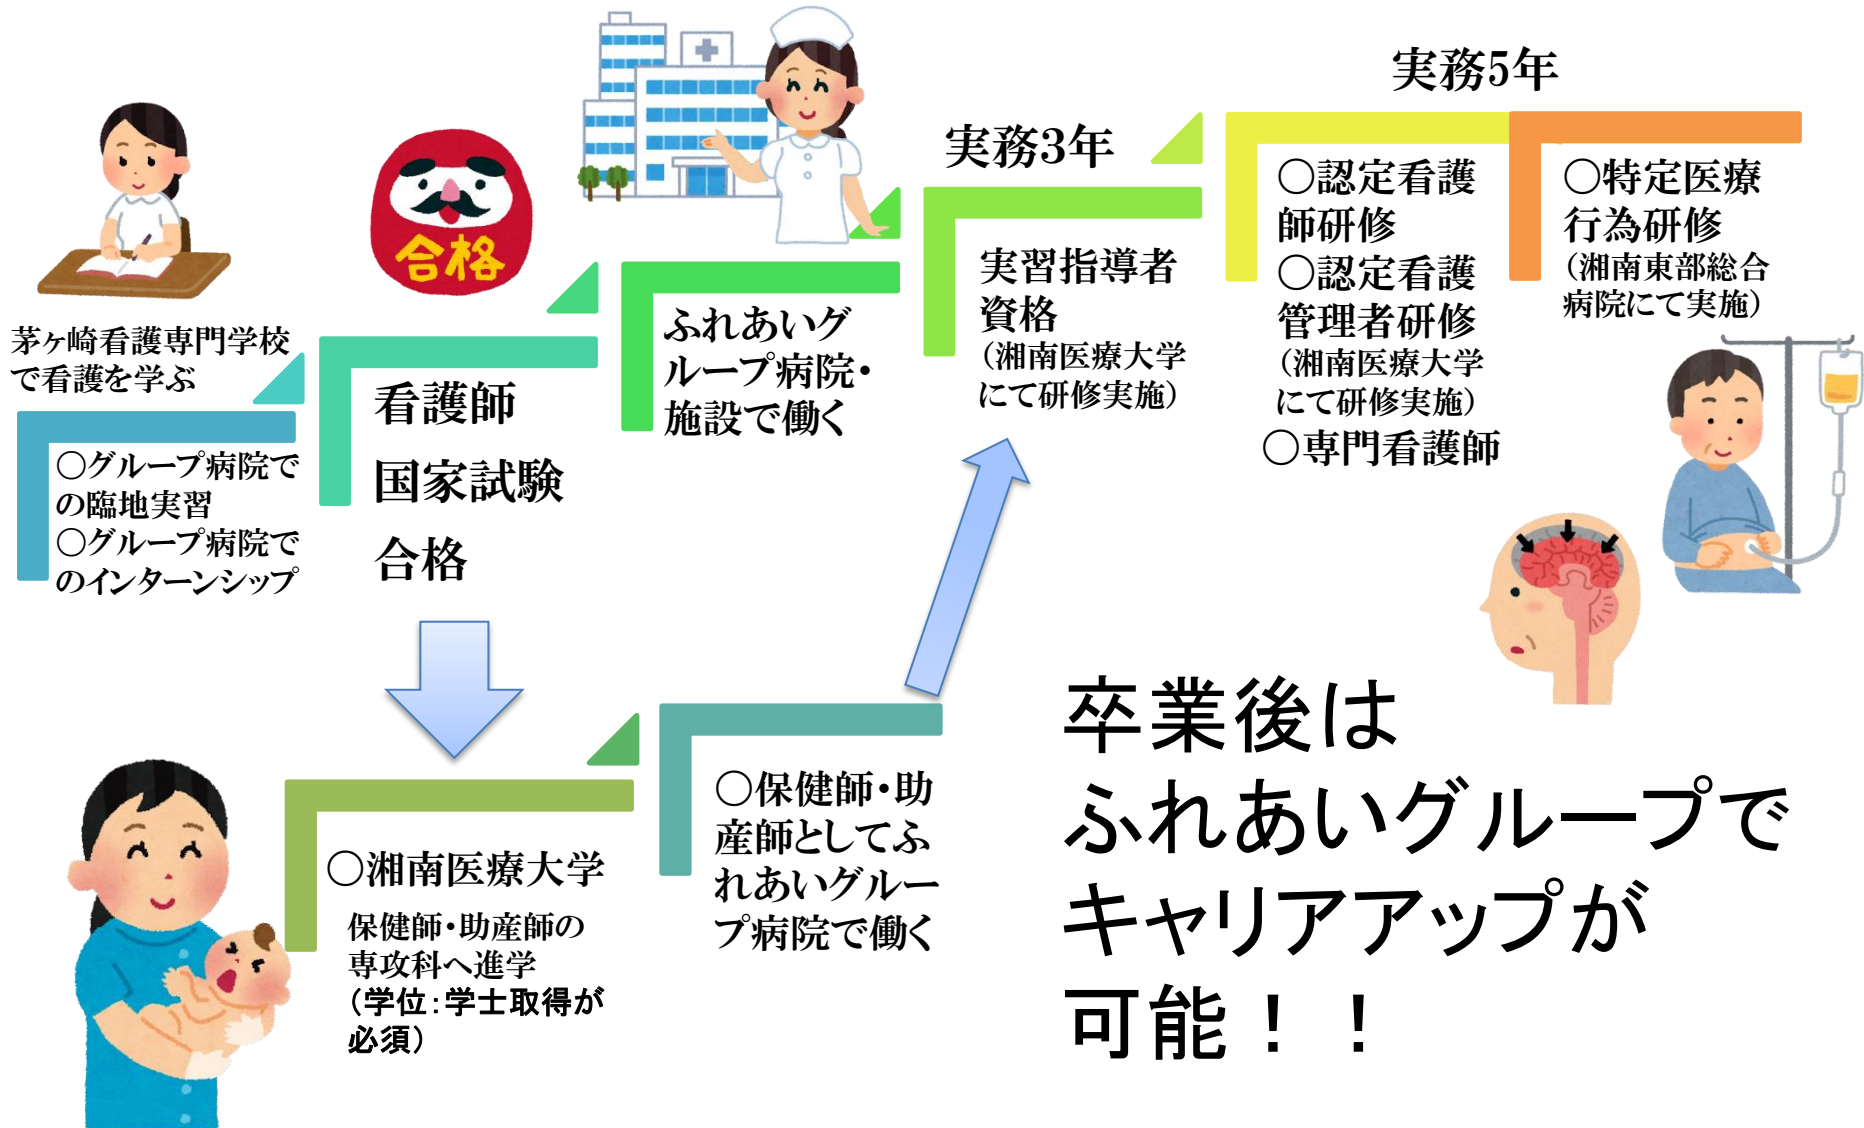 茅ヶ崎看護専門学校
で看護を学ぶ
〇グループ病院で
の臨地実習
〇グループ病院で
のインターンシップ
合格
看護師
国家試験
合格
ふれあいグ
ループ病院・
施設で働く
実務3年
実習指導者
資格
（湘南医療大学
にて研修実施）
実務5年
〇認定看護
師研修
〇認定看護
管理者研修
（湘南医療大学
にて研修実施）
〇専門看護師
〇特定医療
行為研修
（湘南東部総合
病院にて実施）
〇湘南医療大学
保健師・助産師の
専攻科へ進学
（学位：学士取得が
必須）
〇保健師・助
産師としてふ
れあいグルー
プ病院で働く
卒業後は
ふれあいグループで
キャリアアップが
可能！！